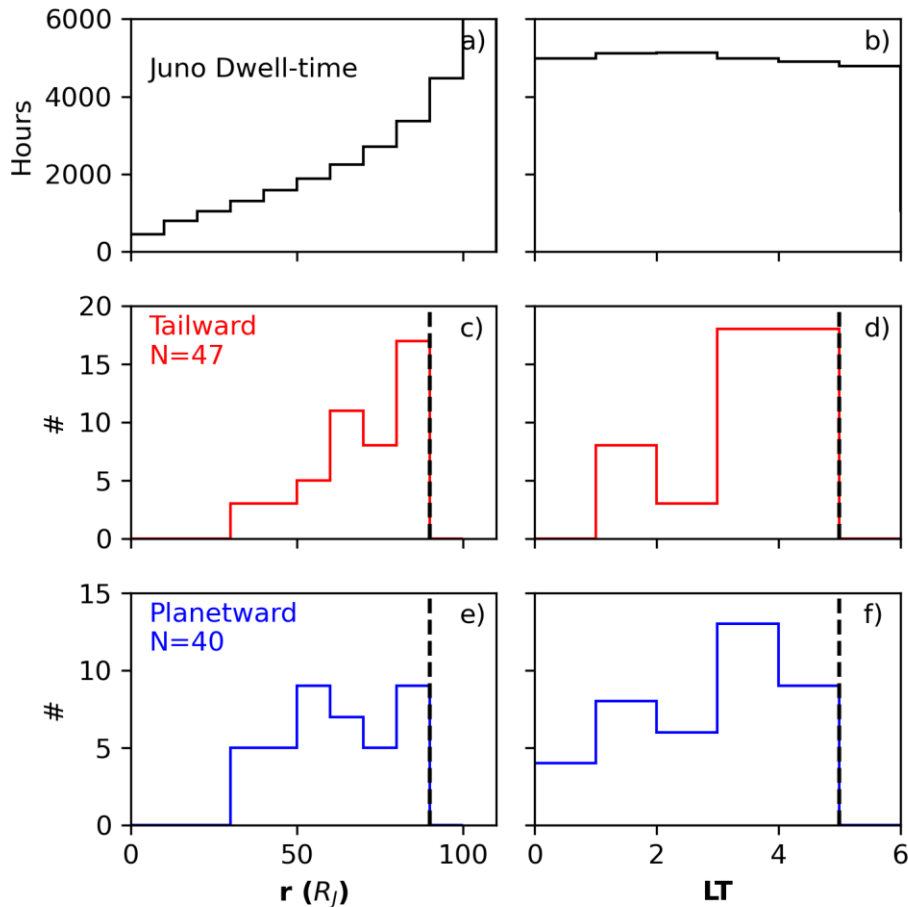 6000
4000
2000
0
Hours
Juno Dwell-time
a)
b)
20
15
10
5
0
#
Tailward
N=47
c)
d)
15
10
5
0
#
Planetward
N=40
e)
f)
0
50
100
r (R_J)
0
2
4
6
LT